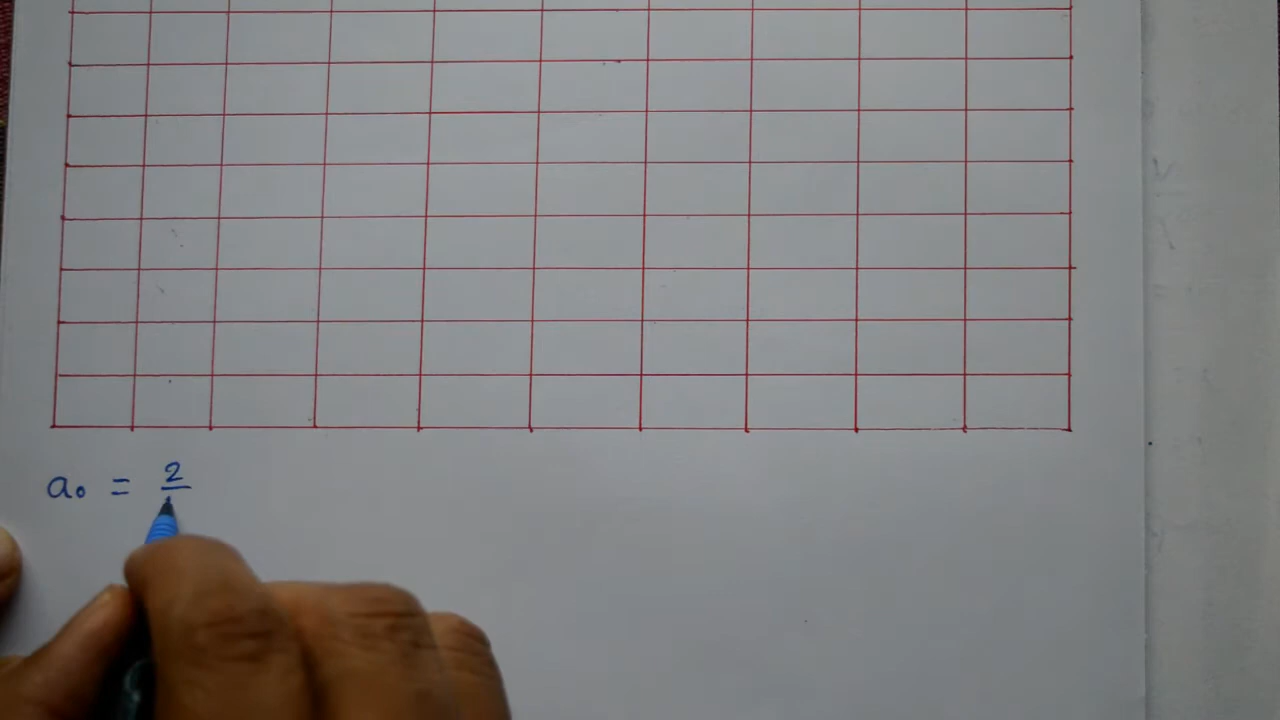 a₀ = 2/